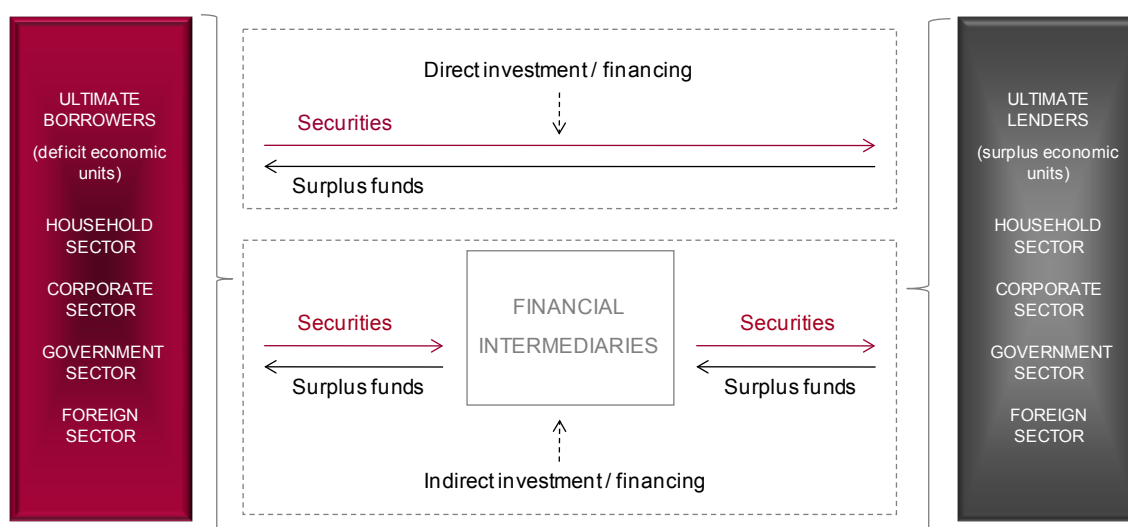 ULTIMATE
BORROWERS
(deficit economic
units)
HOUSEHOLD
SECTOR
CORPORATE
SECTOR
GOVERNMENT
SECTOR
FOREIGN
SECTOR
Direct investment / financing
Securities
Surplus funds
FINANCIAL
INTERMEDIARIES
Securities
Surplus funds
Securities
Surplus funds
Indirect investment / financing
ULTIMATE
LENDERS
(surplus economic
units)
HOUSEHOLD
SECTOR
CORPORATE
SECTOR
GOVERNMENT
SECTOR
FOREIGN
SECTOR